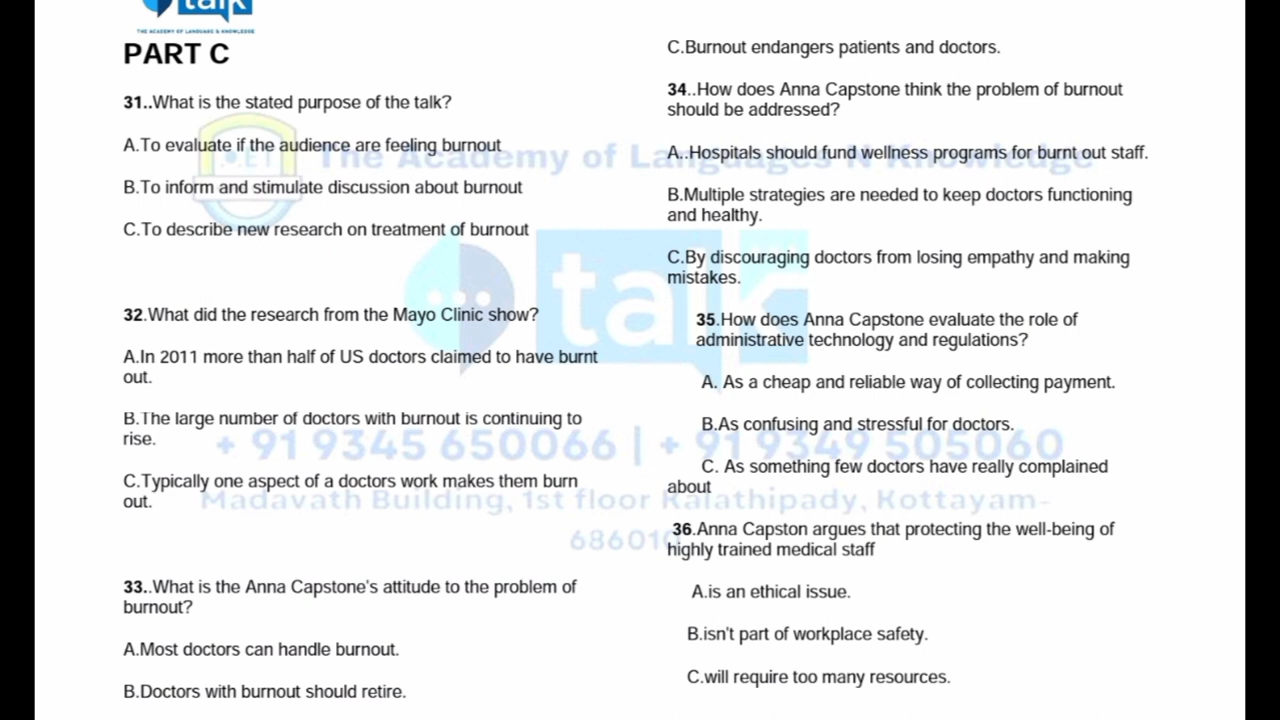 talk
THE ACADEMY OF LANGUAGE & KNOWLEDGE
PART C
31..What is the stated purpose of the talk?
A.To evaluate if the audience are feeling burnout
B.To inform and stimulate discussion about burnout
C.To describe new research on treatment of burnout
32.What did the research from the Mayo Clinic show?
A.In 2011 more than half of US doctors claimed to have burnt
out.
B.The large number of doctors with burnout is continuing to
rise.
C.Typically one aspect of a doctors work makes them burn
out.
33..What is the Anna Capstone's attitude to the problem of
burnout?
A.Most doctors can handle burnout.
B.Doctors with burnout should retire.
C.Burnout endangers patients and doctors.
34..How does Anna Capstone think the problem of burnout
should be addressed?
A..Hospitals should fund wellness programs for burnt out staff.
B.Multiple strategies are needed to keep doctors functioning
and healthy.
C.By discouraging doctors from losing empathy and making
mistakes.
35.How does Anna Capstone evaluate the role of
administrative technology and regulations?
A. As a cheap and reliable way of collecting payment.
B.As confusing and stressful for doctors.
C. As something few doctors have really complained
about
36.Anna Capston argues that protecting the well-being of
highly trained medical staff
A.is an ethical issue.
B.isn't part of workplace safety.
C.will require too many resources.
The Academy of Languages N Knowledge
talk
+ 91 9345 650066 | + 91 9349 505060
Madavath Building, 1st floor Kalathipady, Kottayam-
686010